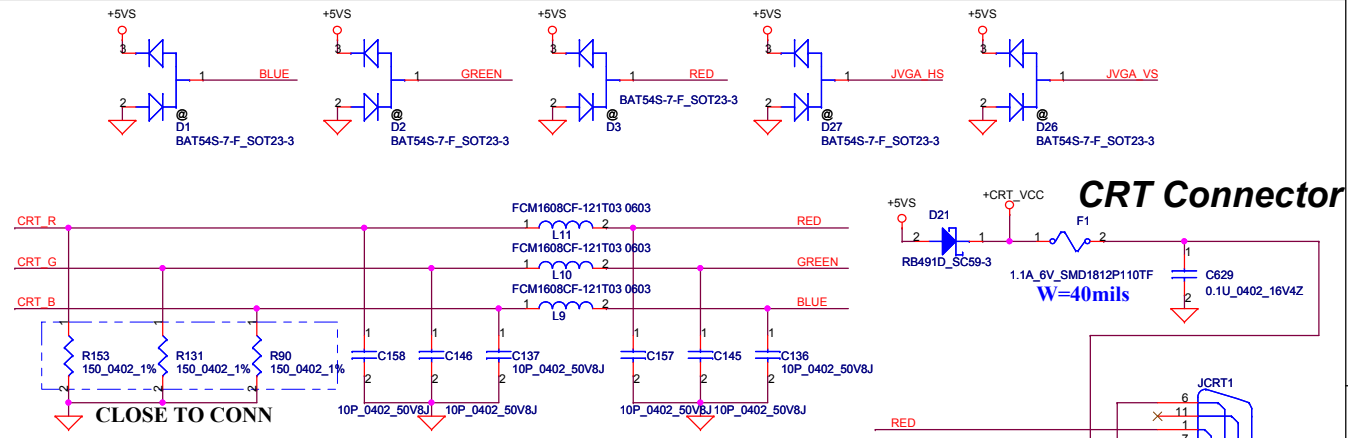 +5VS +5VS +5VS +5VS +5VS
3 3 3 3 3
1 BLUE 1 GREEN 1 RED 1 JVGA_HS 1 JVGA_VS
2 2 2 2 2
@ @ @ @ @
D1 D2 D3 D27 D26
BAT54S-7-F_SOT23-3 BAT54S-7-F_SOT23-3 BAT54S-7-F_SOT23-3 BAT54S-7-F_SOT23-3 BAT54S-7-F_SOT23-3
CRT Connector
+5VS +CRT_VCC
D21 F1
2 1 1 2
RB491D_SC59-3
1.1A_6V_SMD1812P110TF
W=40mils
1
C629
0.1U_0402_16V4Z
2
FCM1608CF-121T03 0603
CRT_R 1 2 RED
L11
FCM1608CF-121T03 0603
CRT_G 1 2 GREEN
L10
FCM1608CF-121T03 0603
CRT_B 1 2 BLUE
L9
1 1 1 1 1 1 1 1 1
R153 R131 R90 C158 C146 C137 C157 C145 C136
150_0402_1% 150_0402_1% 150_0402_1% 10P_0402_50V8J 10P_0402_50V8J
2 2 2 2 2 2 2 2 2
10P_0402_50V8J 10P_0402_50V8J 10P_0402_50V8J 10P_0402_50V8J
CLOSE TO CONN
JCRT1
6
11
RED 1
7